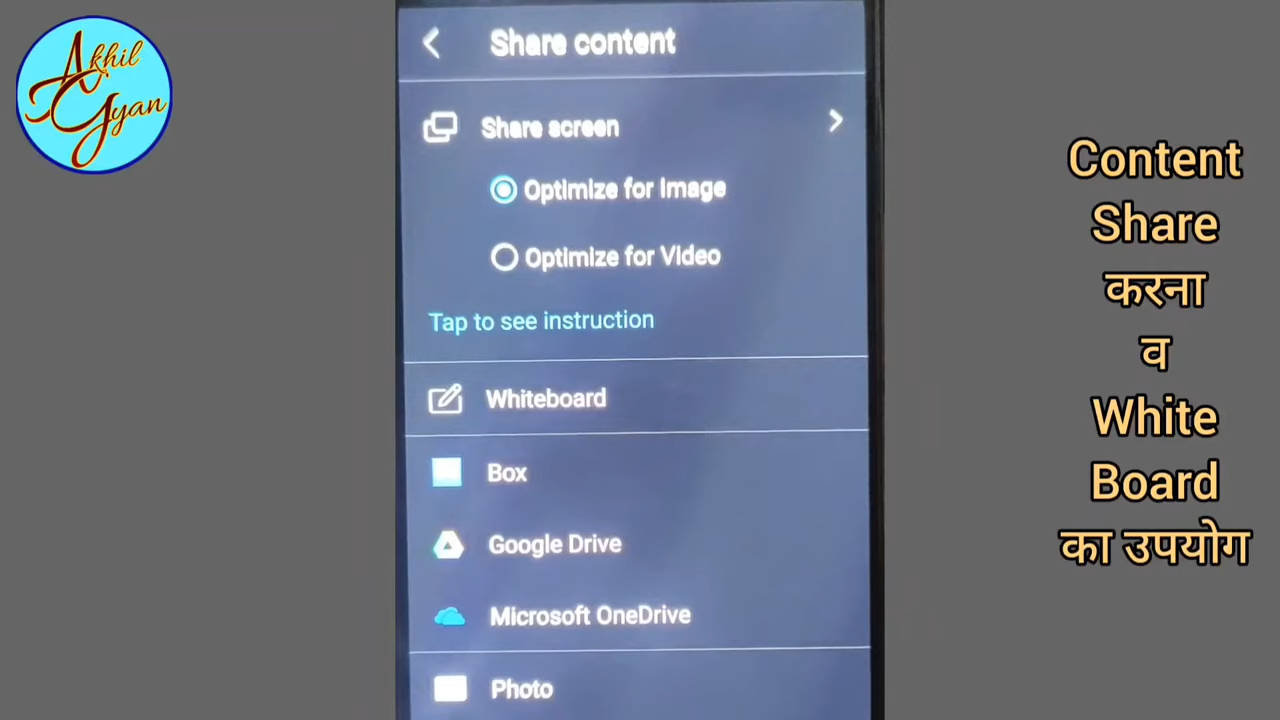 Akhil
Gyan
Share content
Share screen
Optimize for Image
Optimize for Video
Tap to see instruction
Whiteboard
Box
Google Drive
Microsoft OneDrive
Photo
Content
Share
करना
व
White
Board
का उपयोग